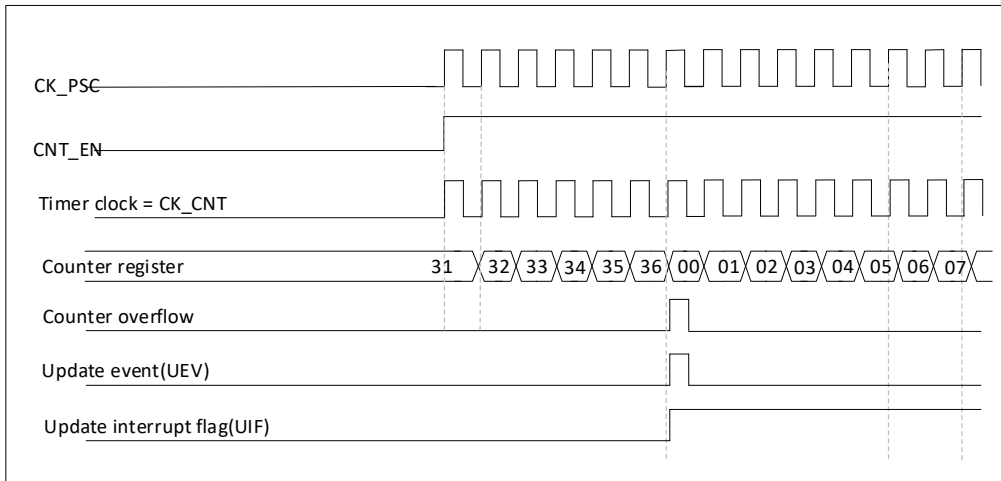 CK_PSC
CNT_EN
Timer clock = CK_CNT
Counter register 31 32 33 34 35 36 00 01 02 03 04 05 06 07
Counter overflow
Update event(UEV)
Update interrupt flag(UIF)